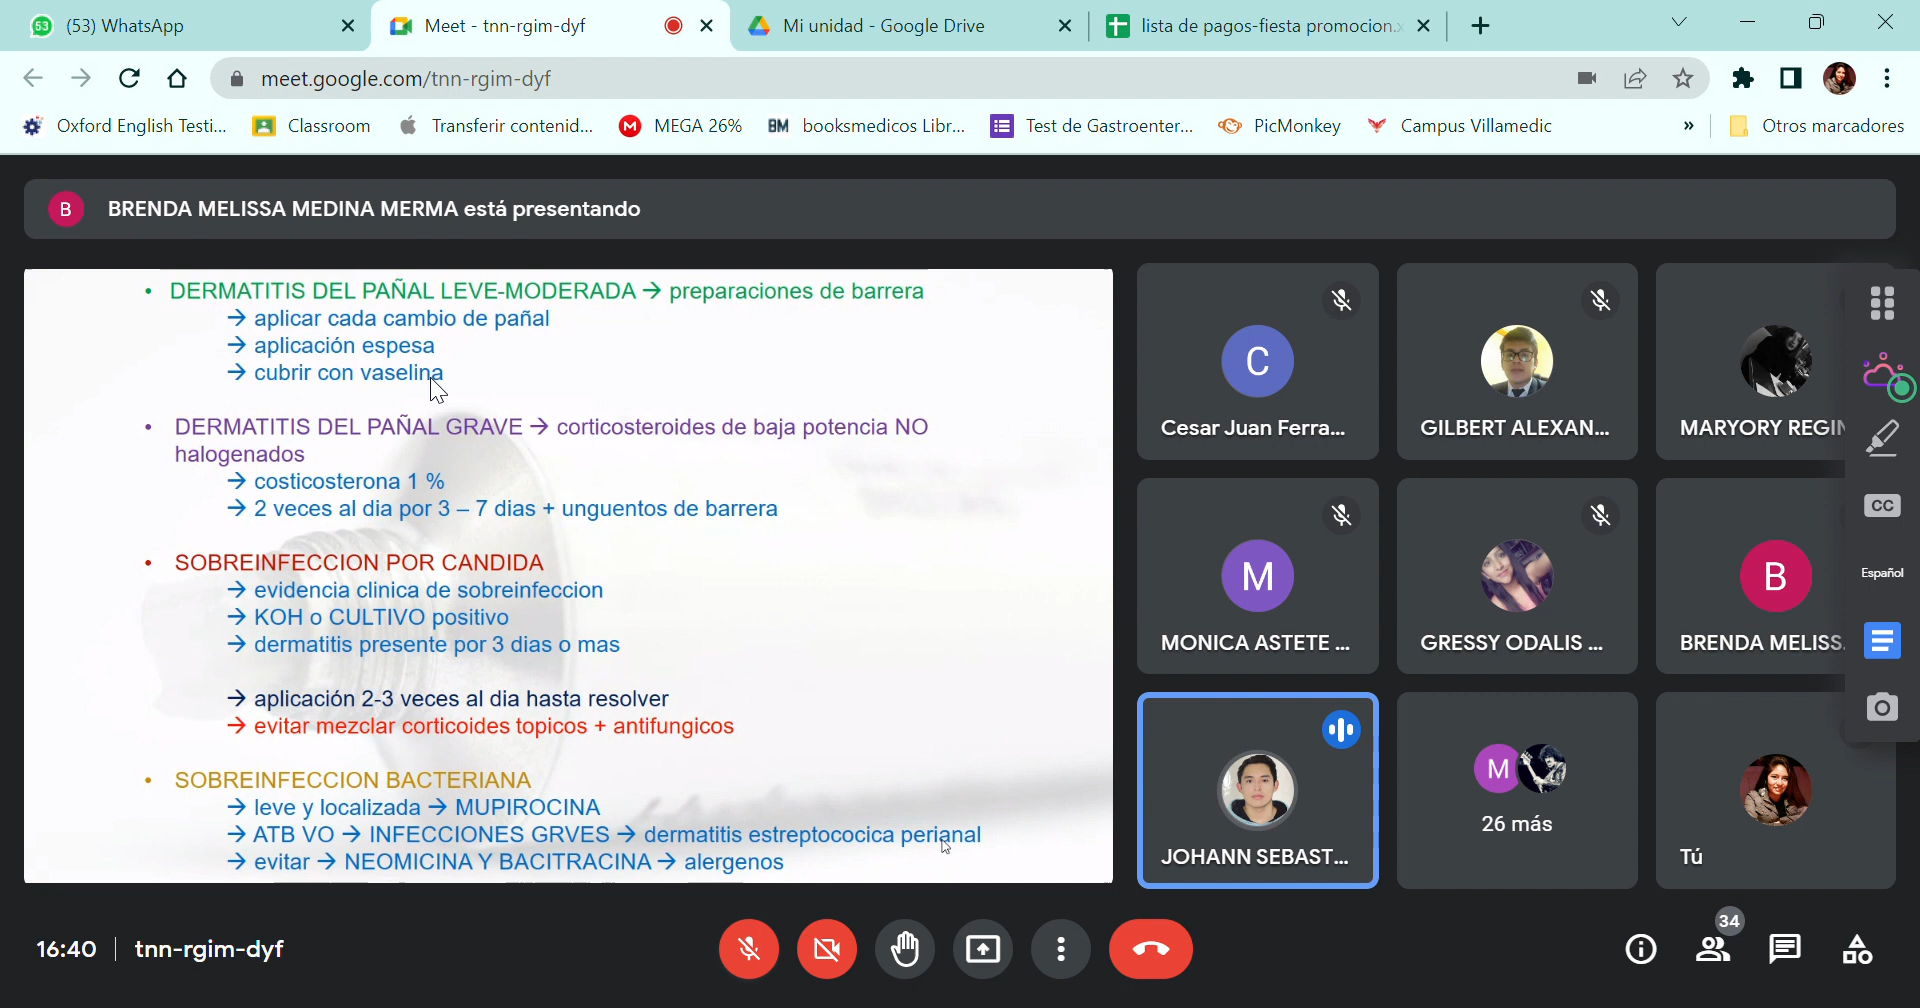 (53) WhatsApp
Meet - tnn-rgim-dyf
Mi unidad - Google Drive
lista de pagos-fiesta promocion.x
meet.google.com/tnn-rgim-dyf
Oxford English Testi...
Classroom
Transferir contenid...
MEGA 26%
BM booksmedicos Libr...
Test de Gastroenter...
PicMonkey
Campus Villamedic
»
Otros marcadores
B BRENDA MELISSA MEDINA MERMA está presentando
• DERMATITIS DEL PAÑAL LEVE-MODERADA → preparaciones de barrera
→ aplicar cada cambio de pañal
→ aplicación espesa
→ cubrir con vaselina
• DERMATITIS DEL PAÑAL GRAVE → corticosteroides de baja potencia NO
halogenados
→ costicosterona 1 %
→ 2 veces al dia por 3 – 7 dias + unguentos de barrera
• SOBREINFECCION POR CANDIDA
→ evidencia clinica de sobreinfeccion
→ KOH o CULTIVO positivo
→ dermatitis presente por 3 dias o mas
→ aplicación 2-3 veces al dia hasta resolver
→ evitar mezclar corticoides topicos + antifungicos
• SOBREINFECCION BACTERIANA
→ leve y localizada → MUPIROCINA
→ ATB VO → INFECCIONES GRVES → dermatitis estreptococica perianal
→ evitar → NEOMICINA Y BACITRACINA → alergenos
C
Cesar Juan Ferra...
GILBERT ALEXAN...
MARYORY REGIN
M
MONICA ASTETE ...
GRESSY ODALIS ...
B
BRENDA MELISS.
JOHANN SEBAST...
M
26 más
Tú
CC
Español
16:40 | tnn-rgim-dyf
34